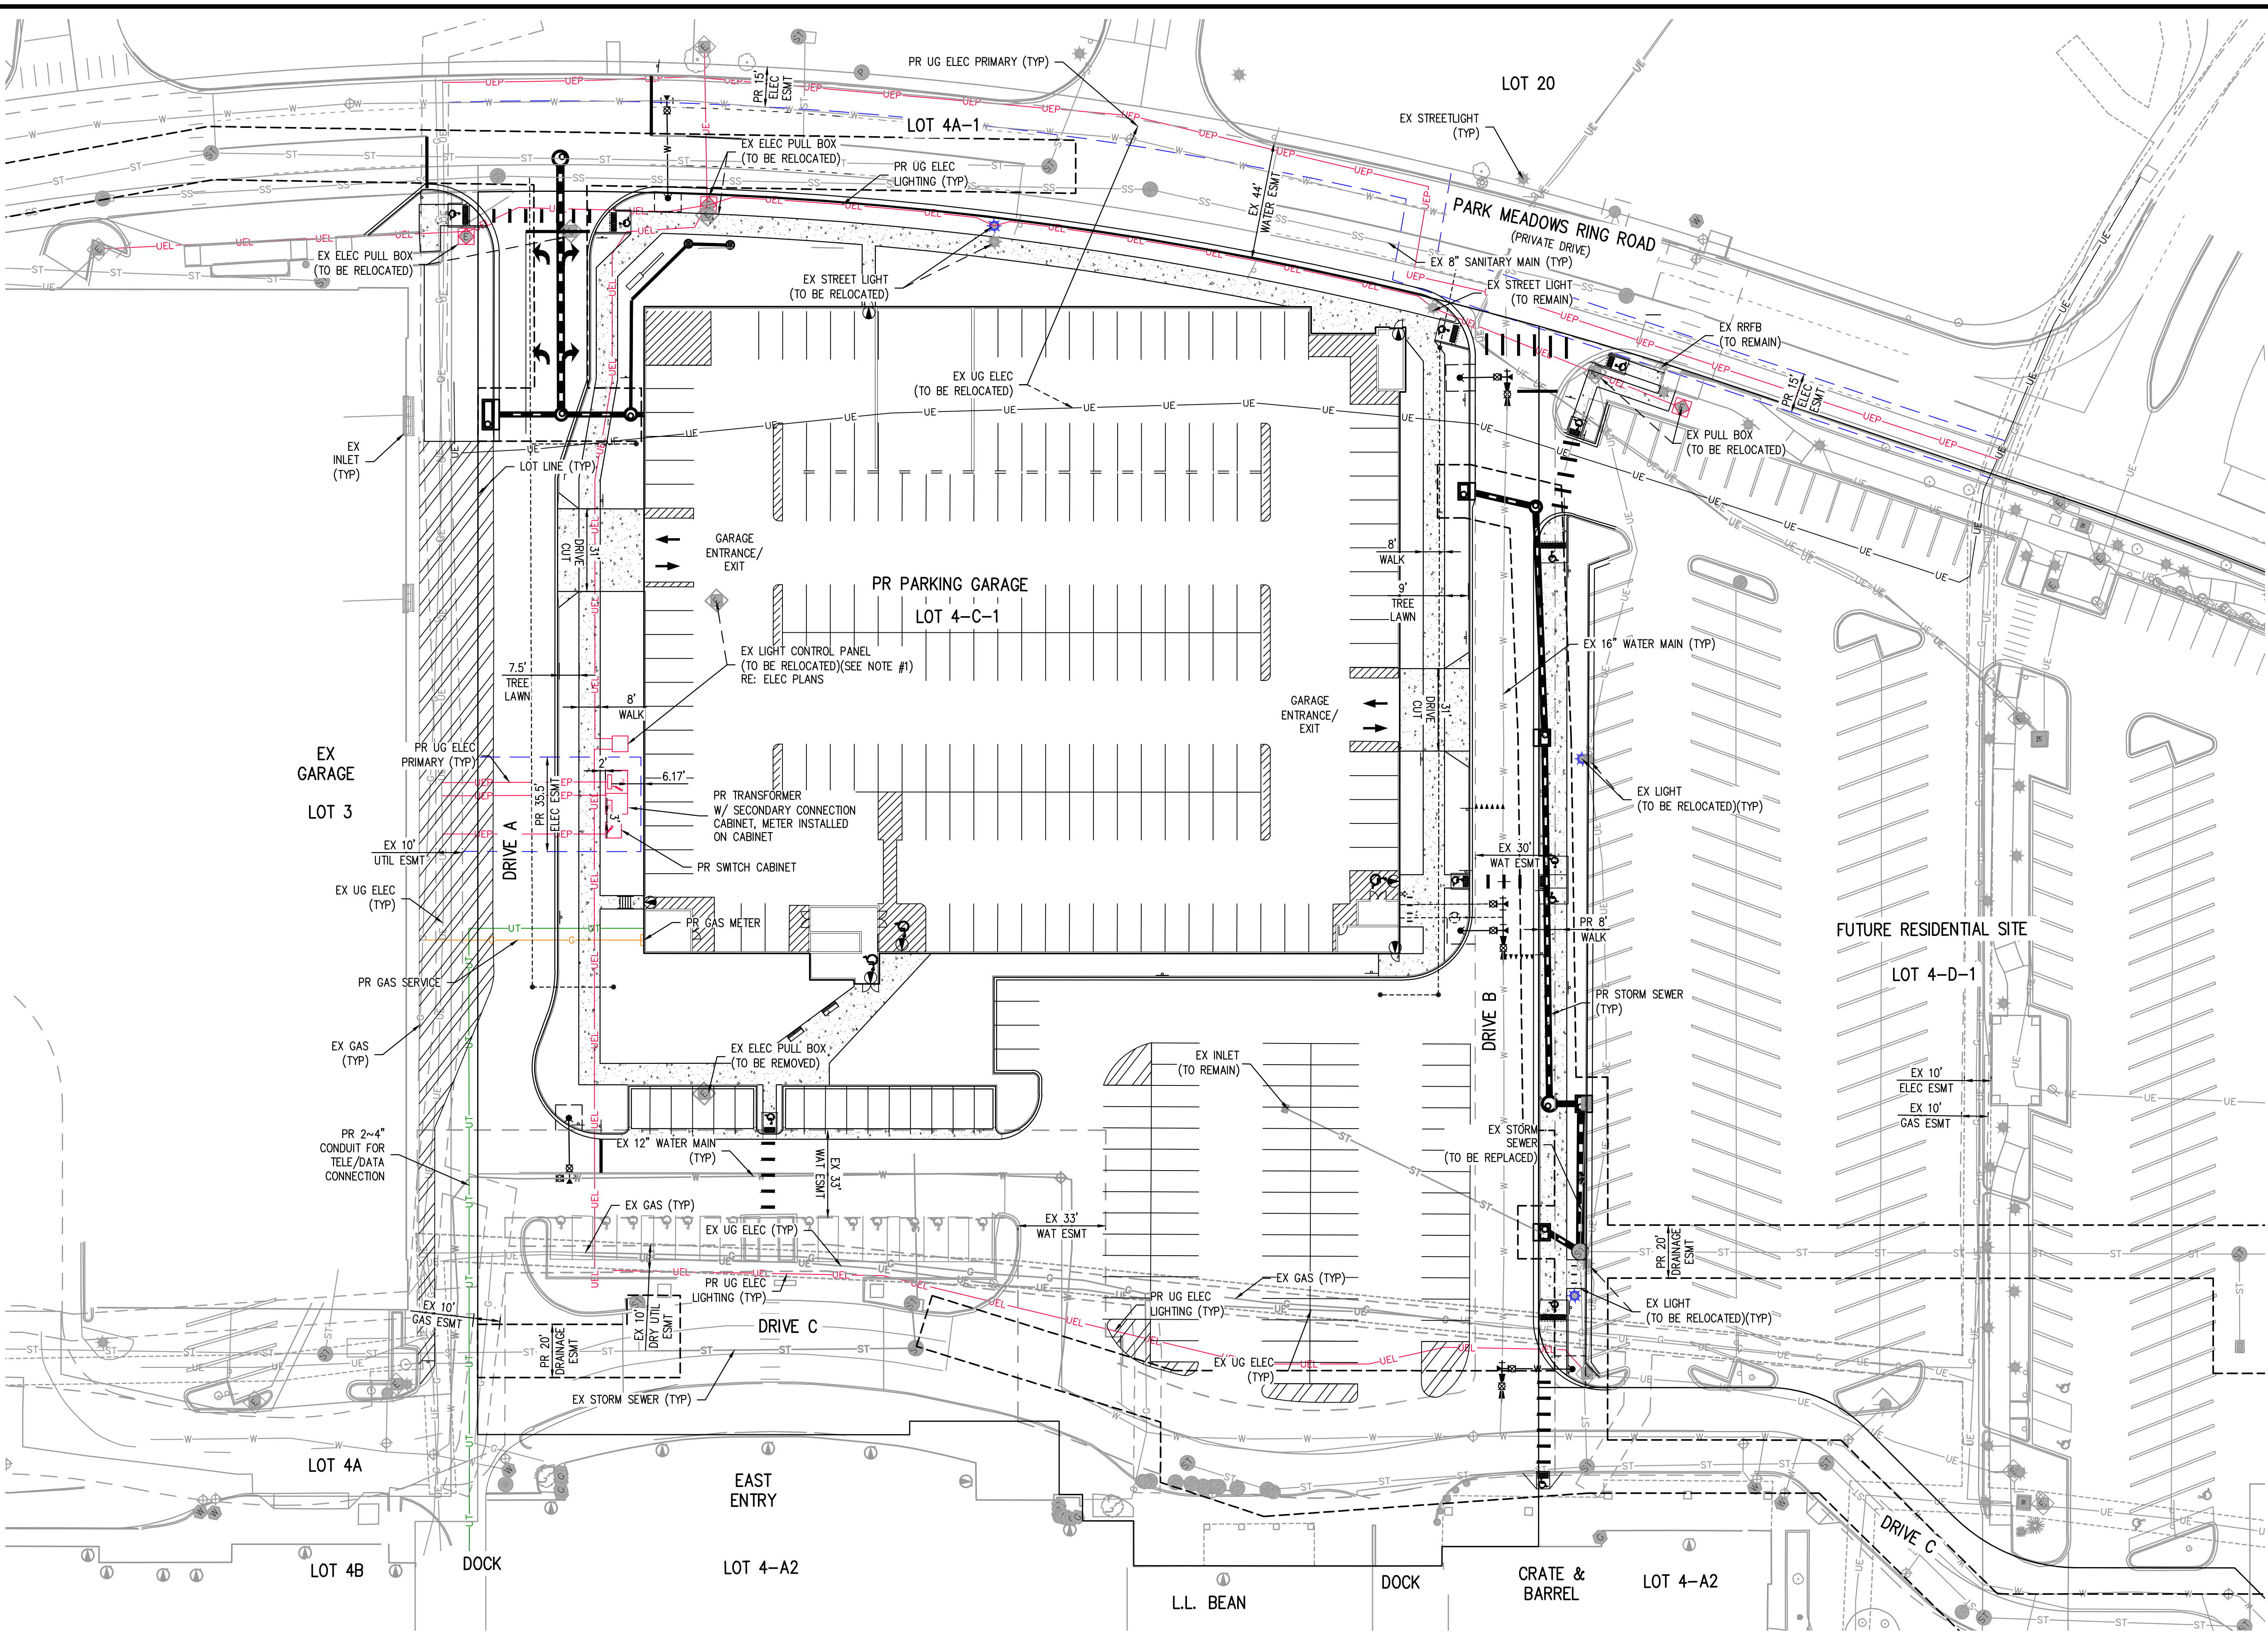 PR UG ELEC PRIMARY (TYP)
LOT 20
PR 15'
ELEC
ESMT
EX STREETLIGHT
(TYP)
LOT 4A-1
EX ELEC PULL BOX
(TO BE RELOCATED)
PR UG ELEC
LIGHTING (TYP)
EX 44'
WATER ESMT
PARK MEADOWS RING ROAD
(PRIVATE DRIVE)
EX ELEC PULL BOX
(TO BE RELOCATED)
EX STREET LIGHT
(TO BE RELOCATED)
EX 8" SANITARY MAIN (TYP)
EX STREET LIGHT
(TO REMAIN)
EX RRFB
(TO REMAIN)
EX UG ELEC
(TO BE RELOCATED)
PR 15'
ELEC
ESMT
EX
INLET
(TYP)
LOT LINE (TYP)
EX PULL BOX
(TO BE RELOCATED)
31'
DRIVE
CUT
GARAGE
ENTRANCE/
EXIT
PR PARKING GARAGE
LOT 4-C-1
8'
WALK
9'
TREE
LAWN
EX LIGHT CONTROL PANEL
(TO BE RELOCATED)(SEE NOTE #1)
RE: ELEC PLANS
EX 16" WATER MAIN (TYP)
7.5'
TREE
LAWN
8'
WALK
GARAGE
ENTRANCE/
EXIT
31'
DRIVE
CUT
EX
GARAGE
LOT 3
PR UG ELEC
PRIMARY (TYP)
2'
6.17'
PR 35.5'
ELEC ESMT
3'
PR TRANSFORMER
W/ SECONDARY CONNECTION
CABINET, METER INSTALLED
ON CABINET
EX LIGHT
(TO BE RELOCATED)(TYP)
EX 10'
UTIL ESMT
DRIVE A
PR SWITCH CABINET
EX 30'
WAT ESMT
EX UG ELEC
(TYP)
PR GAS METER
PR 8'
WALK
FUTURE RESIDENTIAL SITE
LOT 4-D-1
PR GAS SERVICE
DRIVE B
PR STORM SEWER
(TYP)
EX GAS
(TYP)
EX ELEC PULL BOX
(TO BE REMOVED)
EX INLET
(TO REMAIN)
EX 10'
ELEC ESMT
EX 10'
GAS ESMT
PR 2~4"
CONDUIT FOR
TELE/DATA
CONNECTION
EX 12" WATER MAIN
(TYP)
EX 33'
WAT ESMT
EX STORM
SEWER
(TO BE REPLACED)
EX GAS (TYP)
EX UG ELEC (TYP)
EX 33'
WAT ESMT
PR 20'
DRAINAGE
ESMT
PR UG ELEC
LIGHTING (TYP)
EX GAS (TYP)
PR UG ELEC
LIGHTING (TYP)
EX LIGHT
(TO BE RELOCATED)(TYP)
EX 10'
GAS ESMT
PR 20'
DRAINAGE
ESMT
EX 10'
DRY UTIL
ESMT
DRIVE C
EX UG ELEC
(TYP)
EX STORM SEWER (TYP)
LOT 4A
EAST
ENTRY
DRIVE C
LOT 4B
DOCK
LOT 4-A2
L.L. BEAN
DOCK
CRATE &
BARREL
LOT 4-A2